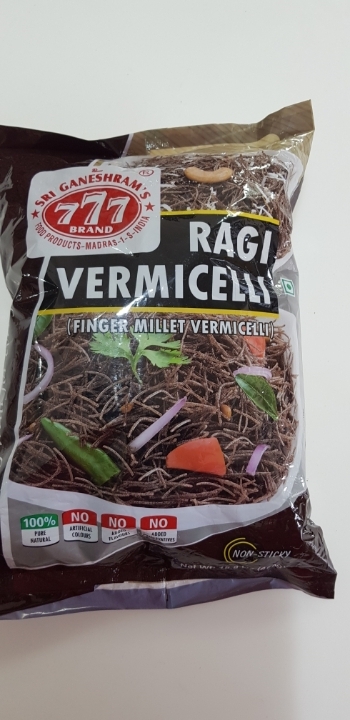 SRI GANESHRAM'S
777
BRAND
FOOD PRODUCTS-MADRAS-I-S-INDIA
RAGI
VERMICELLI
(FINGER MILLET VERMICELLI)
100%
PURE
NATURAL
NO
ARTIFICIAL
COLOURS
NO
NO
ADDED
NON-STICKY
Net Wt.